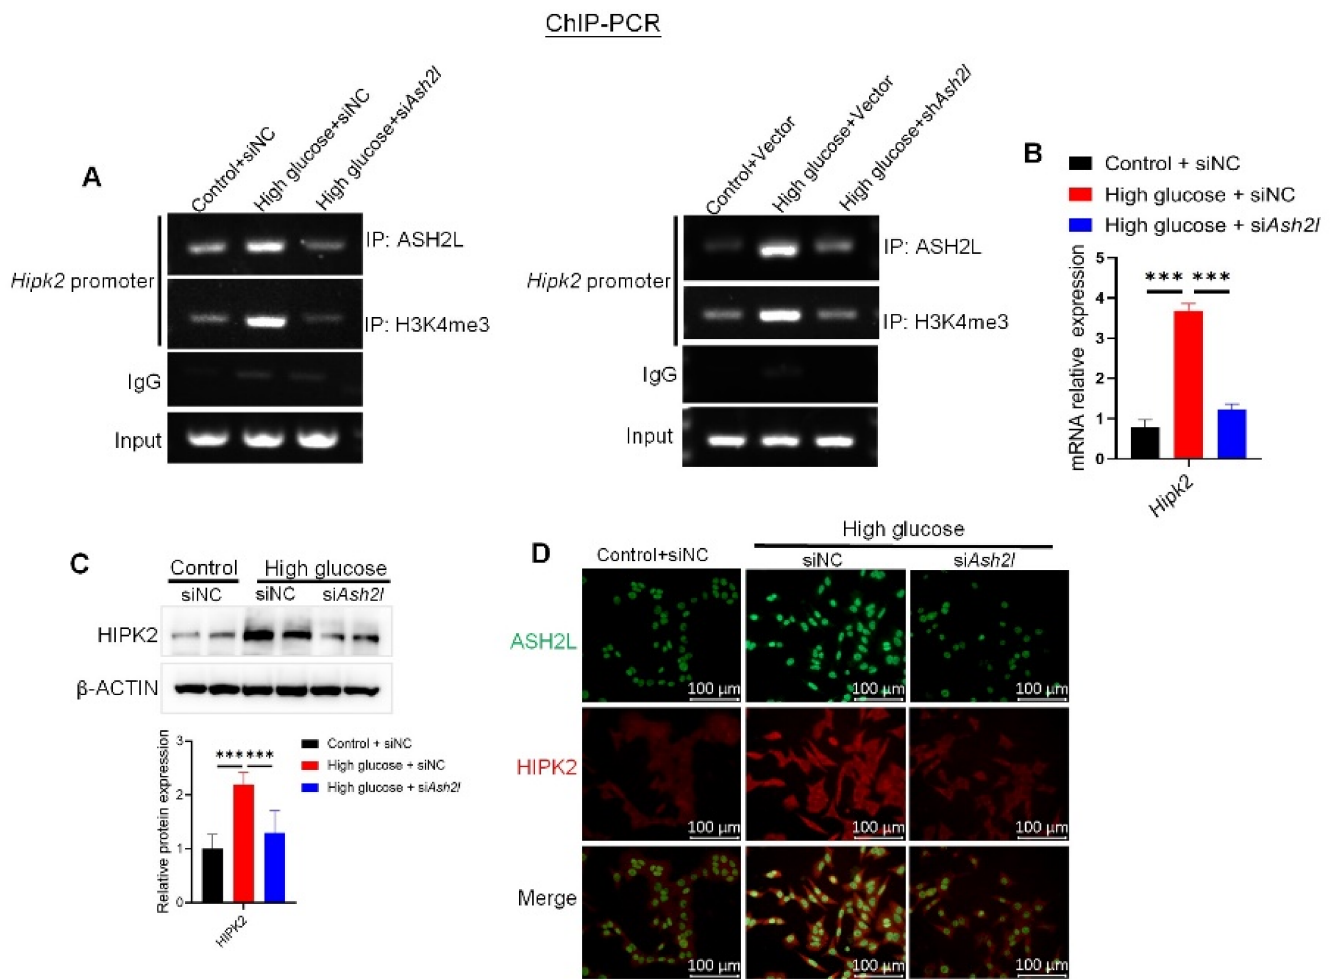 ChIP-PCR
A
Control+siNC
High glucose+siNC
High glucose+siAsh2l
Hipk2 promoter
IP: ASH2L
IP: H3K4me3
IgG
Input
Control+Vector
High glucose+Vector
High glucose+shAsh2l
Hipk2 promoter
IP: ASH2L
IP: H3K4me3
IgG
Input
B
Control + siNC
High glucose + siNC
High glucose + siAsh2l
mRNA relative expression
5
4
3
2
1
0
*** ***
Hipk2
C
Control High glucose
siNC siNC siAsh2l
HIPK2
β-ACTIN
Relative protein expression
3
2
1
0
*** ***
HIPK2
Control + siNC
High glucose + siNC
High glucose + siAsh2l
D
High glucose
Control+siNC siNC siAsh2l
ASH2L
100 µm 100 µm 100 µm
HIPK2
100 µm 100 µm 100 µm
Merge
100 µm 100 µm 100 µm